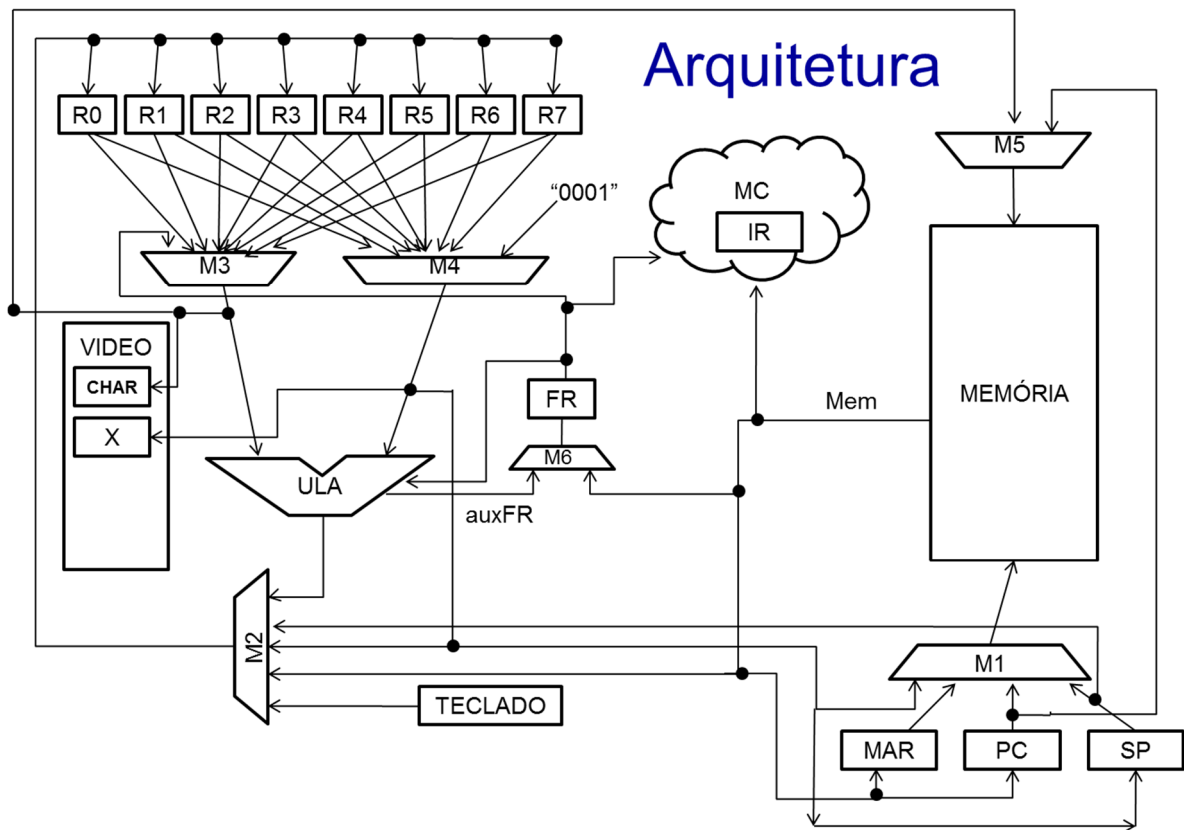 Arquitetura
R0 R1 R2 R3 R4 R5 R6 R7
M5
MC
IR
“0001”
M3 M4
VIDEO
CHAR
X
FR
Mem
MEMÓRIA
M6
ULA
auxFR
M2
M1
TECLADO
MAR PC SP